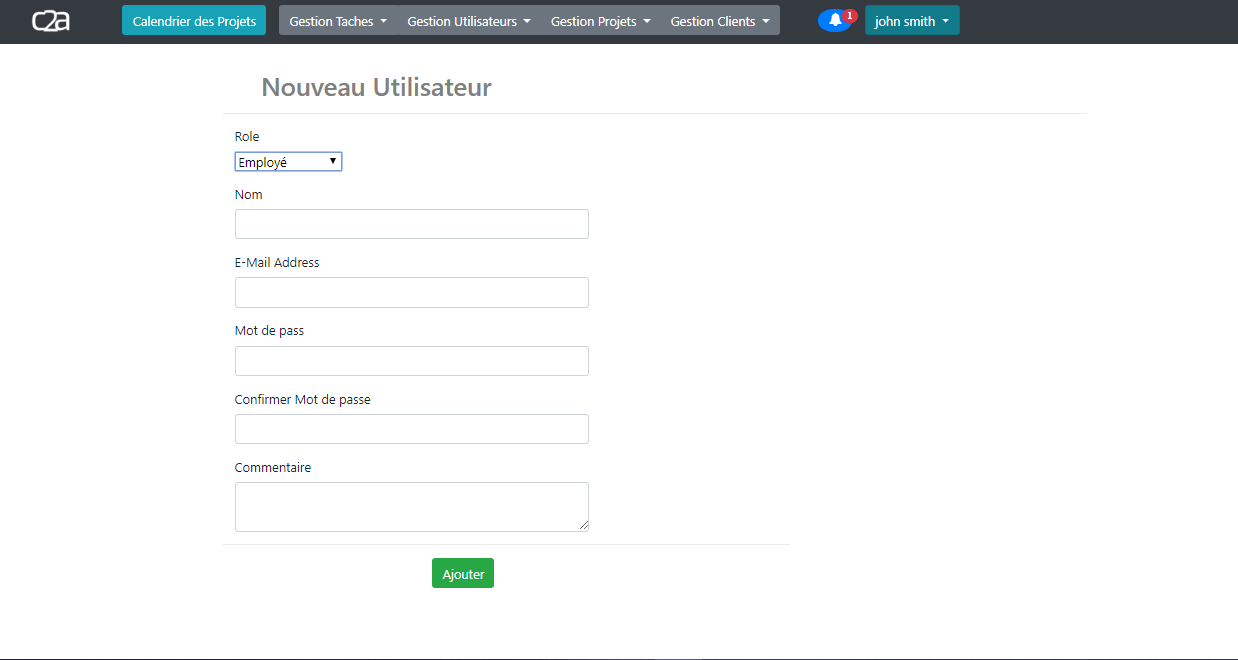 c2a Calendrier des Projets Gestion Taches Gestion Utilisateurs Gestion Projets Gestion Clients 1 john smith
Nouveau Utilisateur
Role
Employé
Nom
E-Mail Address
Mot de pass
Confirmer Mot de passe
Commentaire
Ajouter